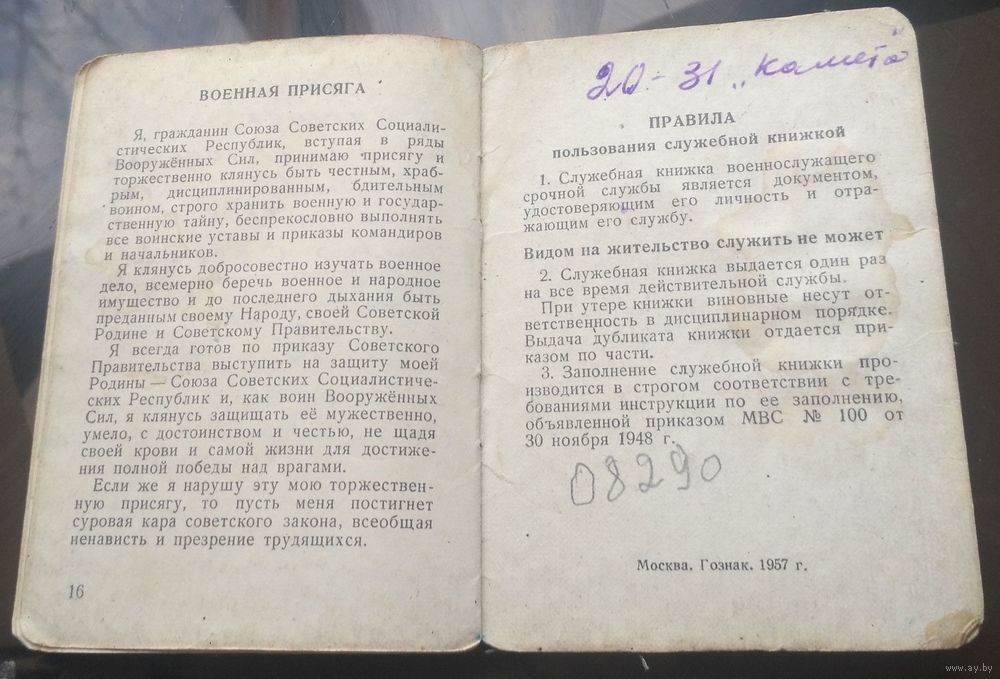 ВОЕННАЯ ПРИСЯГА
Я, гражданин Союза Советских Социали-
стических Республик, вступая в ряды
Вооружённых Сил, принимаю присягу и
торжественно клянусь быть честным, храб-
рым, дисциплинированным, бдительным
воином, строго хранить военную и государ-
ственную тайну, беспрекословно выполнять
все воинские уставы и приказы командиров
и начальников.
Я клянусь добросовестно изучать военное
дело, всемерно беречь военное и народное
имущество и до последнего дыхания быть
преданным своему Народу, своей Советской
Родине и Советскому Правительству.
Я всегда готов по приказу Советского
Правительства выступить на защиту моей
Родины — Союза Советских Социалистиче-
ских Республик и, как воин Вооружённых
Сил, я клянусь защищать её мужественно,
умело, с достоинством и честью, не щадя
своей крови и самой жизни для достиже-
ния полной победы над врагами.
Если же я нарушу эту мою торжествен-
ную присягу, то пусть меня постигнет
суровая кара советского закона, всеобщая
ненависть и презрение трудящихся.
16
20-31 „Комета"
ПРАВИЛА
пользования служебной книжкой
1. Служебная книжка военнослужащего
срочной службы является документом,
удостоверяющим его личность и отра-
жающим его службу.
Видом на жительство служить не может
2. Служебная книжка выдается один раз
на все время действительной службы.
При утере книжки виновные несут от-
ветственность в дисциплинарном порядке.
Выдача дубликата книжки отдается при-
казом по части.
3. Заполнение служебной книжки про-
изводится в строгом соответствии с тре-
бованиями инструкции по ее заполнению,
объявленной приказом МВС № 100 от
30 ноября 1948 г.
08290
Москва. Гознак. 1957 г.
www.ay.by